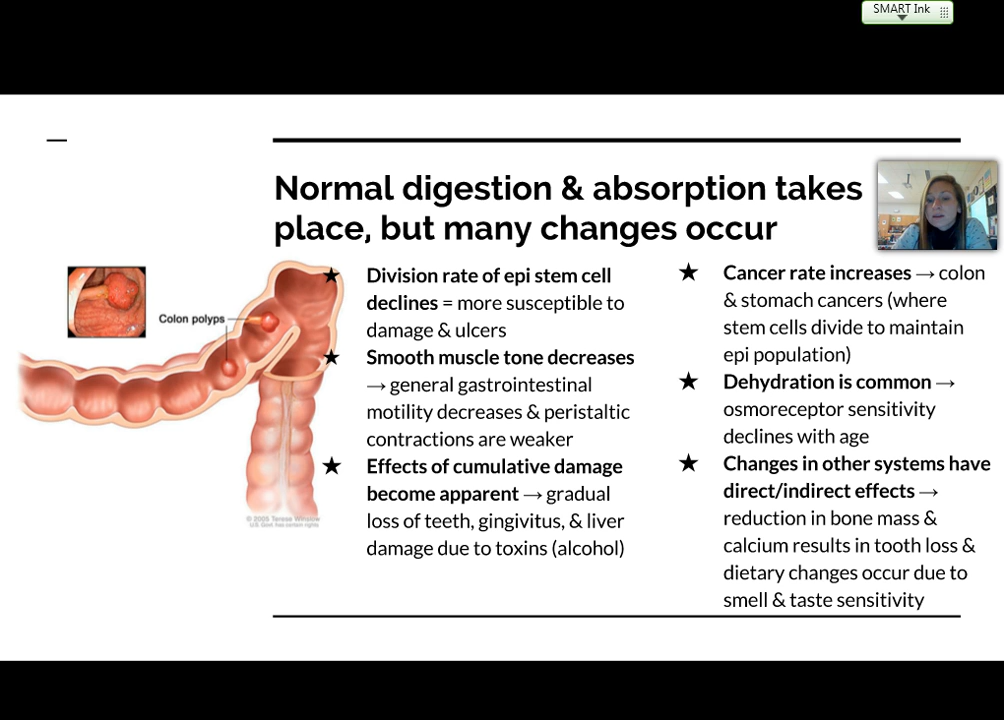 SMART Ink
Normal digestion & absorption takes
place, but many changes occur
Colon polyps
© 2005 Terese Winslow
U.S. Govt. has certain rights
★ Division rate of epi stem cell
declines = more susceptible to
damage & ulcers
★ Smooth muscle tone decreases
→ general gastrointestinal
motility decreases & peristaltic
contractions are weaker
★ Effects of cumulative damage
become apparent → gradual
loss of teeth, gingivitus, & liver
damage due to toxins (alcohol)
★ Cancer rate increases → colon
& stomach cancers (where
stem cells divide to maintain
epi population)
★ Dehydration is common →
osmoreceptor sensitivity
declines with age
★ Changes in other systems have
direct/indirect effects →
reduction in bone mass &
calcium results in tooth loss &
dietary changes occur due to
smell & taste sensitivity